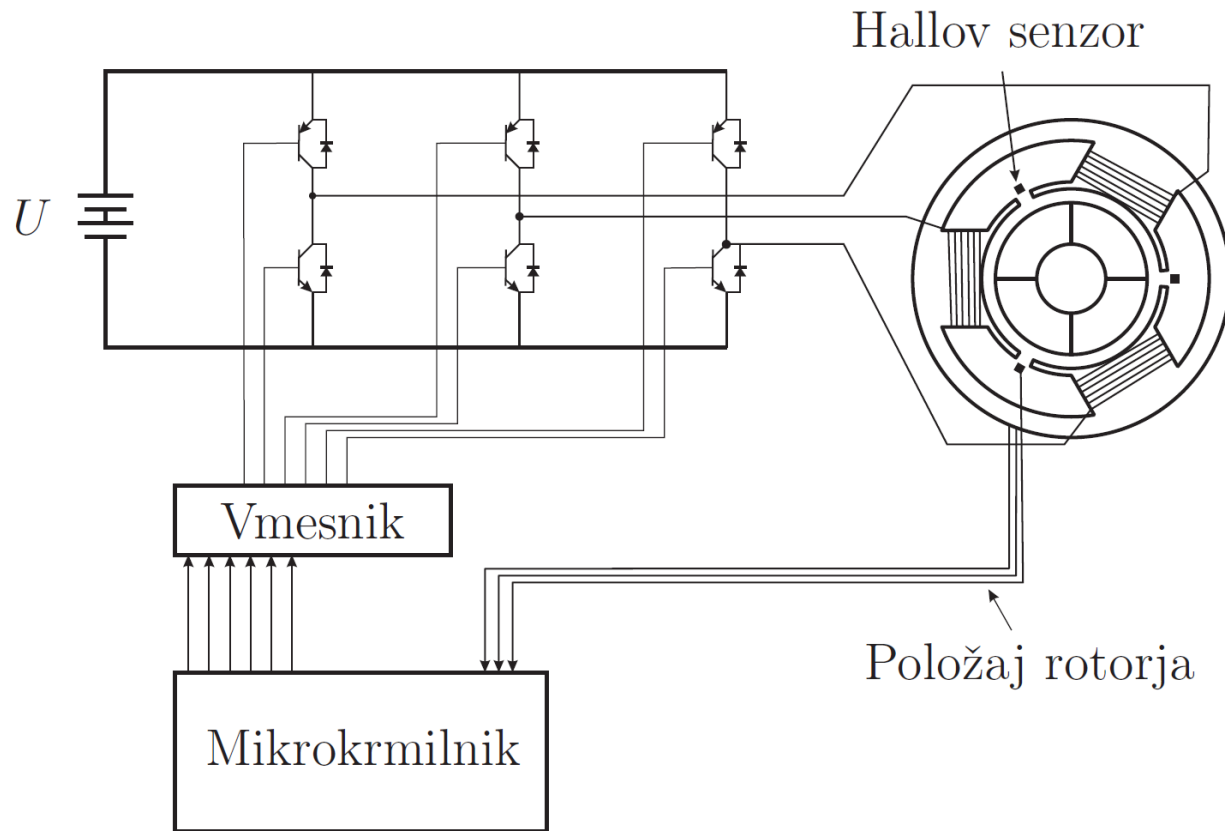 Hallov senzor
U
Vmesnik
Položaj rotorja
Mikrokrmilnik